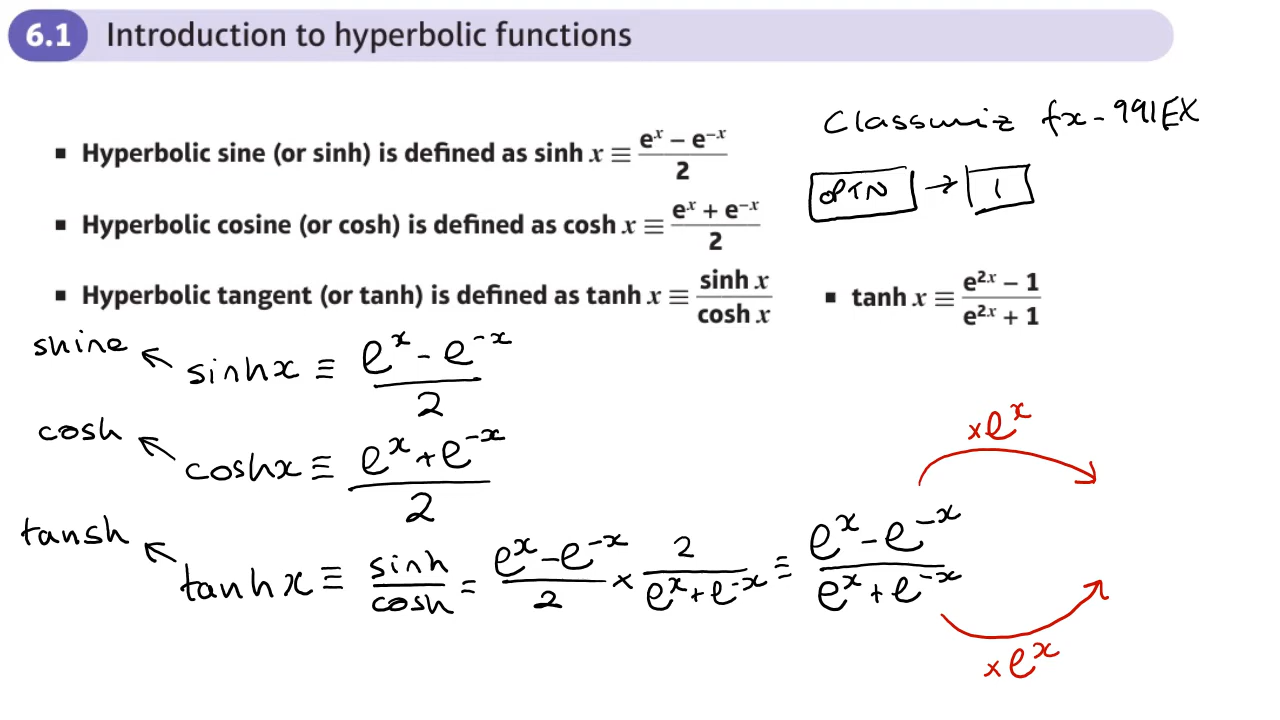 6.1 Introduction to hyperbolic functions
Classwiz fx-991EX
▪ Hyperbolic sine (or sinh) is defined as sinh x ≡ (eˣ − e⁻ˣ)/2
OPTN → 1
▪ Hyperbolic cosine (or cosh) is defined as cosh x ≡ (eˣ + e⁻ˣ)/2
▪ Hyperbolic tangent (or tanh) is defined as tanh x ≡ sinh x/cosh x
▪ tanh x ≡ (e²ˣ − 1)/(e²ˣ + 1)
shine ← sinhx ≡ (eˣ - e⁻ˣ)/2
cosh ← coshx ≡ (eˣ + e⁻ˣ)/2
×eˣ
tansh ← tanhx ≡ sinh/cosh = (eˣ - e⁻ˣ)/2 × 2/(eˣ + e⁻ˣ) ≡ (eˣ - e⁻ˣ)/(eˣ + e⁻ˣ)
×eˣ